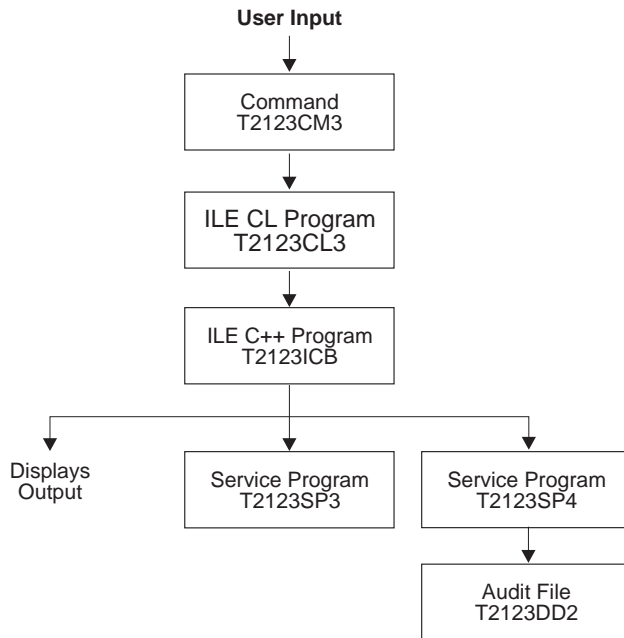 User Input
Command
T2123CM3
ILE CL Program
T2123CL3
ILE C++ Program
T2123ICB
Displays
Output
Service Program
T2123SP3
Service Program
T2123SP4
Audit File
T2123DD2